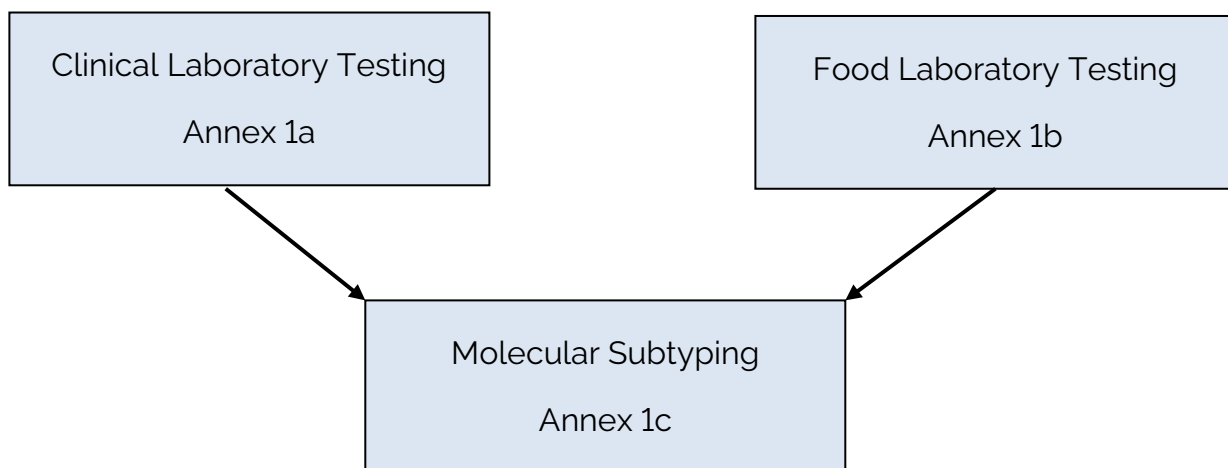 Clinical Laboratory Testing
Annex 1a
Food Laboratory Testing
Annex 1b
Molecular Subtyping
Annex 1c